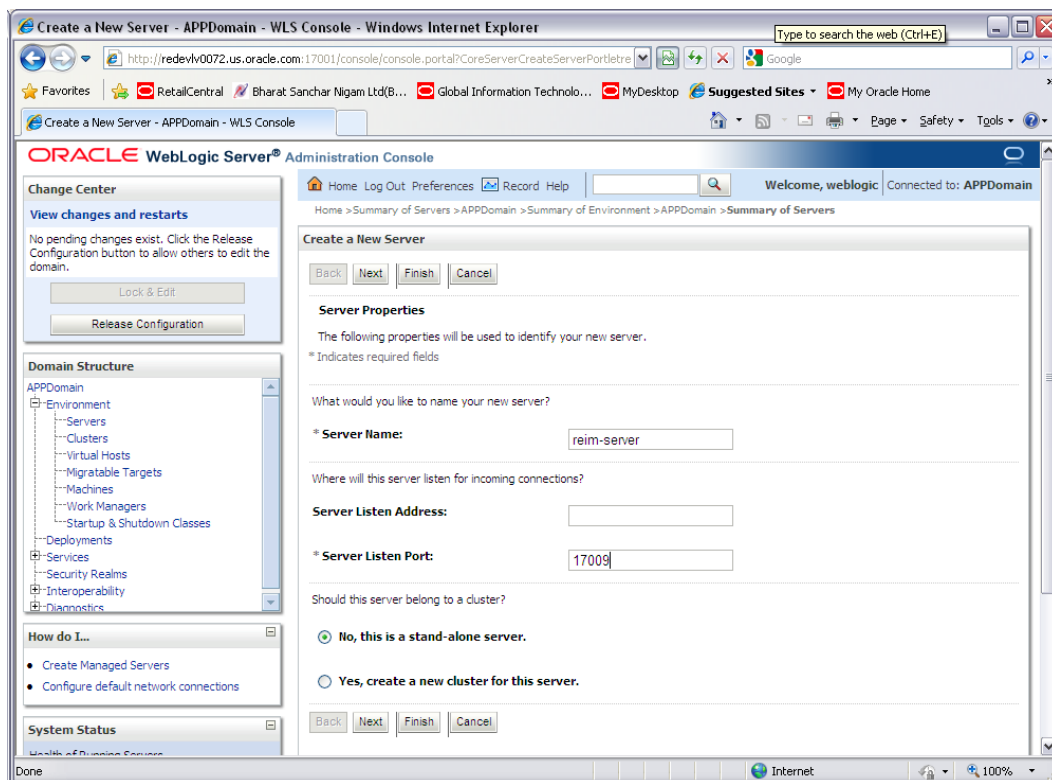 Create a New Server - APPDomain - WLS Console - Windows Internet Explorer
Type to search the web (Ctrl+E)
http://redevlv0072.us.oracle.com:17001/console/console.portal?CoreServerCreateServerPortletre
Google
Favorites
RetailCentral
Bharat Sanchar Nigam Ltd(B...
Global Information Technolo...
MyDesktop
Suggested Sites
My Oracle Home
Create a New Server - APPDomain - WLS Console
Page
Safety
Tools
ORACLE WebLogic Server® Administration Console
Change Center
View changes and restarts
No pending changes exist. Click the Release
Configuration button to allow others to edit the
domain.
Lock & Edit
Release Configuration
Domain Structure
APPDomain
Environment
Servers
Clusters
Virtual Hosts
Migratable Targets
Machines
Work Managers
Startup & Shutdown Classes
Deployments
Services
Security Realms
Interoperability
Diagnostics
How do I...
Create Managed Servers
Configure default network connections
System Status
Health of Running Servers
Home Log Out Preferences Record Help
Welcome, weblogic Connected to: APPDomain
Home >Summary of Servers >APPDomain >Summary of Environment >APPDomain >Summary of Servers
Create a New Server
Back Next Finish Cancel
Server Properties
The following properties will be used to identify your new server.
* Indicates required fields
What would you like to name your new server?
* Server Name: reim-server
Where will this server listen for incoming connections?
Server Listen Address:
* Server Listen Port: 17009
Should this server belong to a cluster?
No, this is a stand-alone server.
Yes, create a new cluster for this server.
Back Next Finish Cancel
Done
Internet
100%